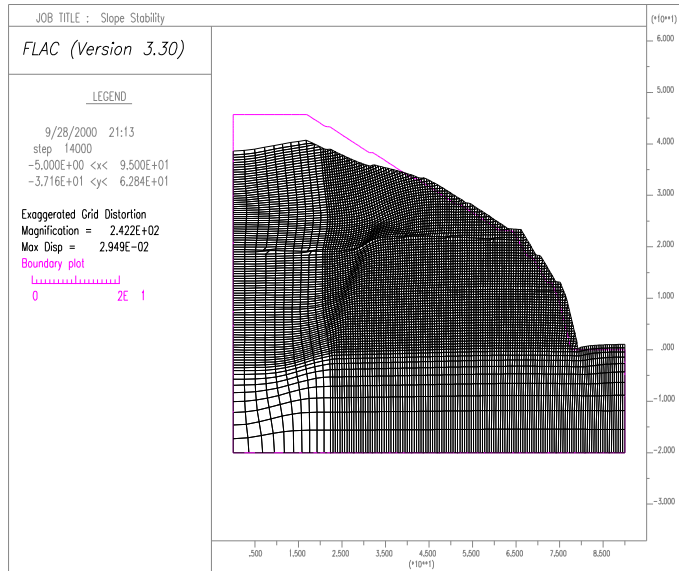 JOB TITLE : Slope Stability
FLAC (Version 3.30)
LEGEND
9/28/2000 21:13
step 14000
-5.000E+00 <x< 9.500E+01
-3.716E+01 <y< 6.284E+01
Exaggerated Grid Distortion
Magnification = 2.422E+02
Max Disp = 2.949E-02
Boundary plot
0 2E 1
(*10**1)
6.000
5.000
4.000
3.000
2.000
1.000
.000
-1.000
-2.000
-3.000
.500 1.500 2.500 3.500 4.500 5.500 6.500 7.500 8.500
(*10**1)